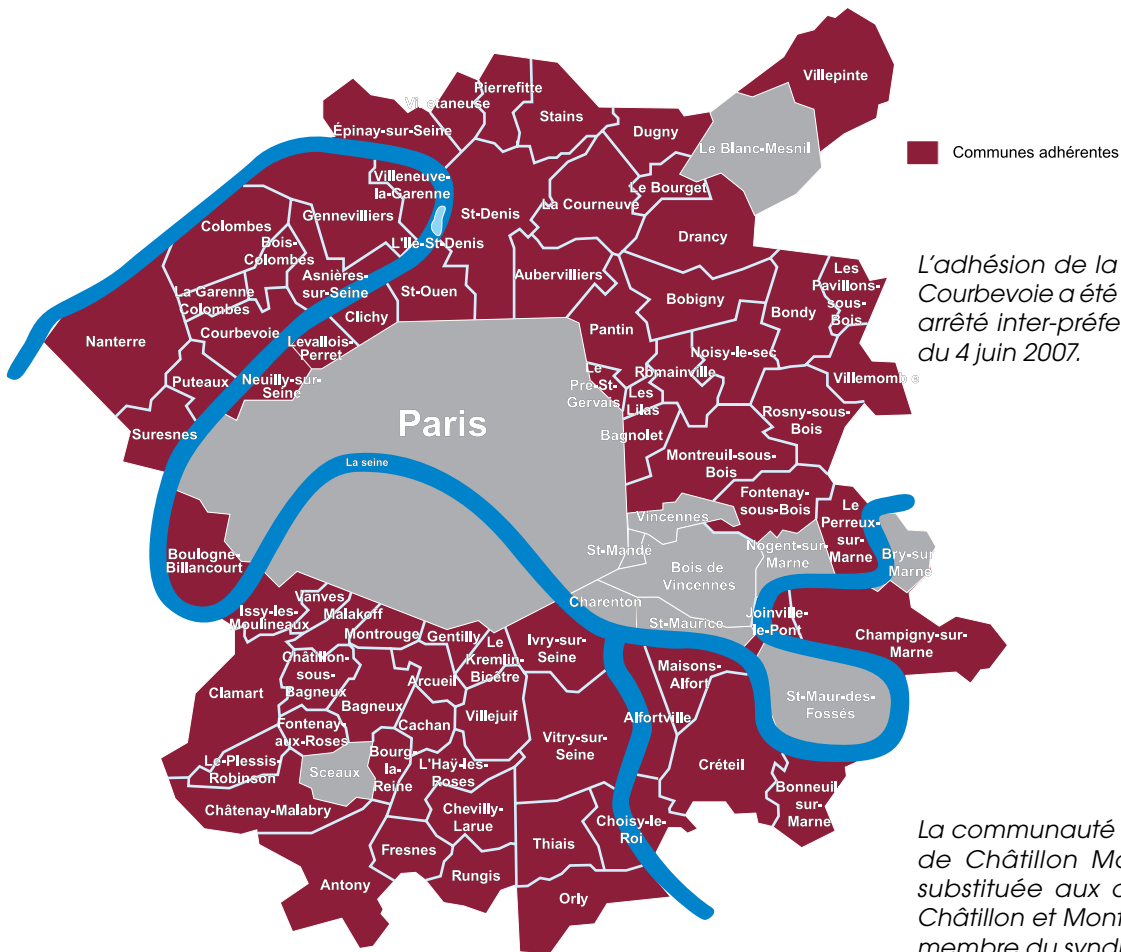 Villepinte
Pierrefitte
Villetaneuse
Stains
Épinay-sur-Seine
Dugny
Le Blanc-Mesnil
Communes adhérentes
Villeneuve-
la-Garenne
Le Bourget
La Courneuve
St-Denis
Gennevilliers
Colombes
Drancy
L'Ile-St-Denis
Bois-
Colombes
Aubervilliers
Asnières-
sur-Seine
St-Ouen
Les
Pavillons-
sous-
Bois
La Garenne
Colombes
Bobigny
Bondy
Clichy
Courbevoie
Pantin
Nanterre
Levallois-
Perret
Noisy-le-sec
Puteaux
Neuilly-sur-
Seine
Le
Pré-St-
Gervais
Romainville
Villemomble
Les
Lilas
Rosny-sous-
Bois
Paris
Suresnes
Bagnolet
Montreuil-sous-
Bois
La seine
Fontenay-
sous-Bois
Le
Perreux-
sur-
Marne
Vincennes
Boulogne-
Billancourt
St-Mandé
Nogent-sur-
Marne
Bry-sur
Marne
Bois de
Vincennes
Charenton
St-Maurice
Joinville-
le-Pont
Vanves
Issy-les-
Moulineaux
Malakoff
Montrouge
Gentilly
Le
Kremlin-
Bicêtre
Ivry-sur-
Seine
Champigny-sur-
Marne
Maisons-
Alfort
Châtillon-
sous-
Bagneux
Clamart
Arcueil
St-Maur-des-
Fossés
Bagneux
Villejuif
Alfortville
Cachan
Fontenay-
aux-Roses
Vitry-sur-
Seine
Le-Plessis-
Robinson
Sceaux
Bourg-
la-
Reine
L'Haÿ-les-
Roses
Créteil
Châtenay-Malabry
Chevilly-
Larue
Bonneuil
sur-
Marne
Choisy-le-
Roi
Thiais
Fresnes
Rungis
Antony
Orly
L'adhésion de la
Courbevoie a été
arrêté inter-préfe
du 4 juin 2007.
La communauté
de Châtillon Mo
substituée aux c
Châtillon et Mont
membre du syndi